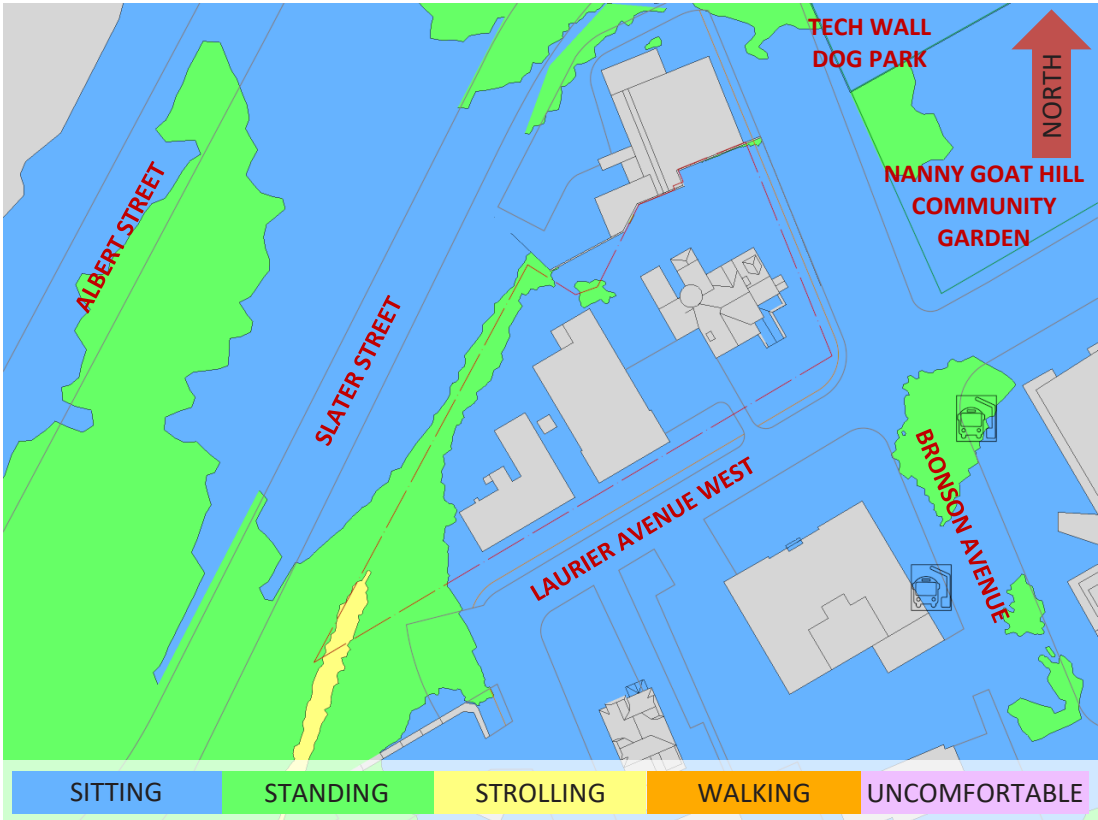 TECH WALL
DOG PARK
NORTH
NANNY GOAT HILL
COMMUNITY
GARDEN
ALBERT STREET
SLATER STREET
LAURIER AVENUE WEST
BRONSON AVENUE
SITTING
STANDING
STROLLING
WALKING
UNCOMFORTABLE